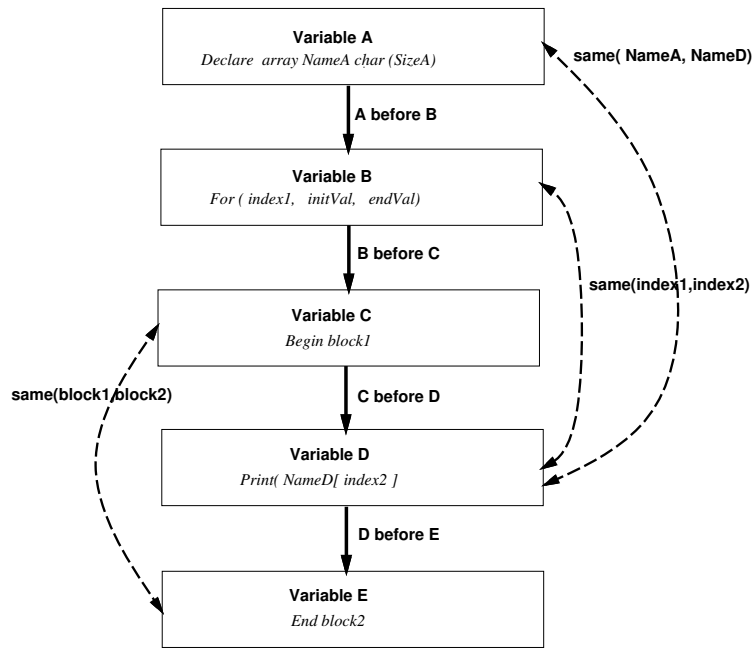 Variable A
Declare array NameA char (SizeA)
same( NameA, NameD)
A before B
Variable B
For ( index1, initVal, endVal)
B before C
same(index1,index2)
Variable C
Begin block1
same(block1,block2)
C before D
Variable D
Print( NameD[ index2 ]
D before E
Variable E
End block2